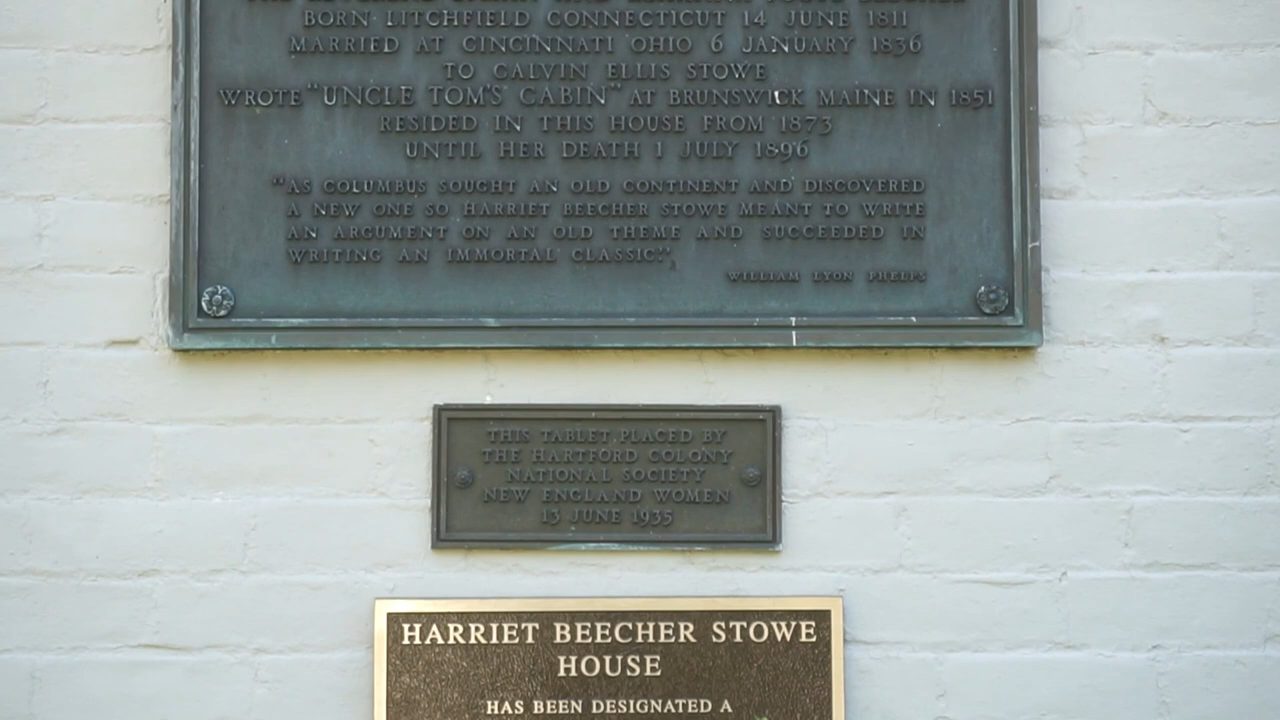 BORN LITCHFIELD CONNECTICUT 14 JUNE 1811
MARRIED AT CINCINNATI OHIO 6 JANUARY 1836
TO CALVIN ELLIS STOWE
WROTE "UNCLE TOM'S CABIN" AT BRUNSWICK MAINE IN 1851
RESIDED IN THIS HOUSE FROM 1873
UNTIL HER DEATH 1 JULY 1896
"AS COLUMBUS SOUGHT AN OLD CONTINENT AND DISCOVERED
A NEW ONE SO HARRIET BEECHER STOWE MEANT TO WRITE
AN ARGUMENT ON AN OLD THEME AND SUCCEEDED IN
WRITING AN IMMORTAL CLASSIC."
WILLIAM LYON PHELPS
THIS TABLET PLACED BY
THE HARTFORD COLONY
NATIONAL SOCIETY
NEW ENGLAND WOMEN
13 JUNE 1935
HARRIET BEECHER STOWE
HOUSE
HAS BEEN DESIGNATED A